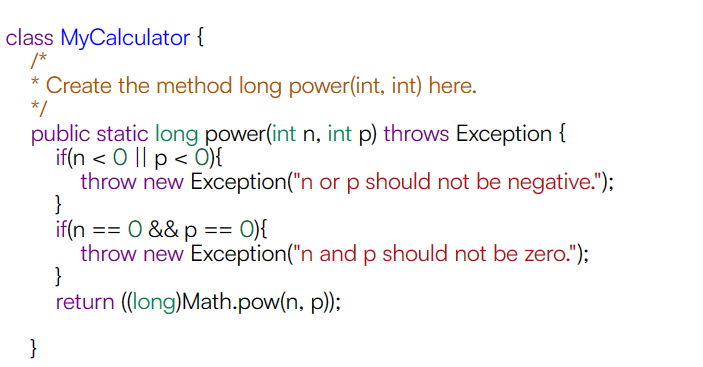 class MyCalculator {
/*
* Create the method long power(int, int) here.
*/
public static long power(int n, int p) throws Exception {
if(n < 0 || p < 0){
throw new Exception("n or p should not be negative.");
}
if(n == 0 && p == 0){
throw new Exception("n and p should not be zero.");
}
return ((long)Math.pow(n, p));
}